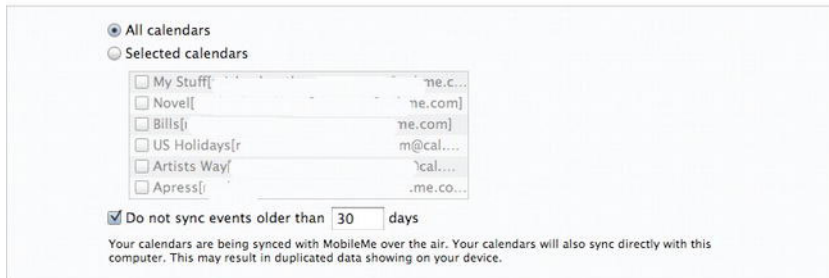 All calendars
Selected calendars
My Stuff[ me.c...
Novel[ me.com]
Bills[ me.com]
US Holidays[r m@cal....
Artists Way[ cal....
Apress[ .me.co...
Do not sync events older than 30 days
Your calendars are being synced with MobileMe over the air. Your calendars will also sync directly with this
computer. This may result in duplicated data showing on your device.